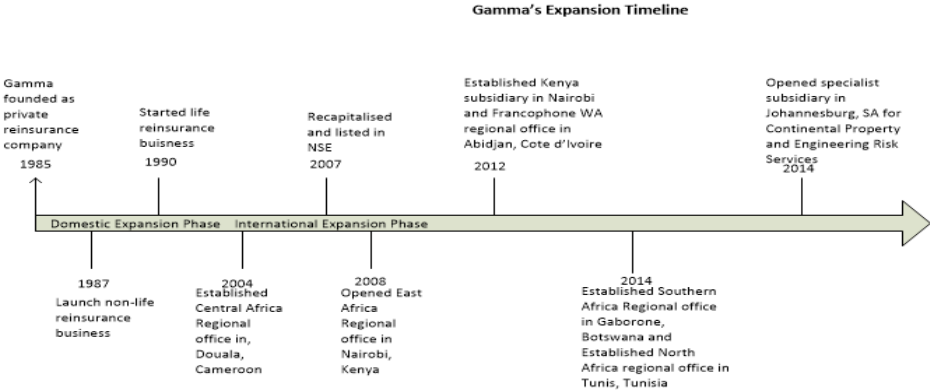 Gamma's Expansion Timeline
Gamma
founded as
private
reinsurance
company
1985
Started life
reinsurance
buisness
1990
Recapitalised
and listed in
NSE
2007
Established Kenya
subsidiary in Nairobi
and Francophone WA
regional office in
Abidjan, Cote d'Ivoire
2012
Opened specialist
subsidiary in
Johannesburg, SA for
Continental Property
and Engineering Risk
Services
2014
Domestic Expansion Phase
International Expansion Phase
1987
Launch non-life
reinsurance
business
2004
Established
Central Africa
Regional
office in,
Douala,
Cameroon
2008
Opened East
Africa
Regional
office in
Nairobi,
Kenya
2014
Established Southern
Africa Regional office
in Gaborone,
Botswana and
Established North
Africa regional office in
Tunis, Tunisia